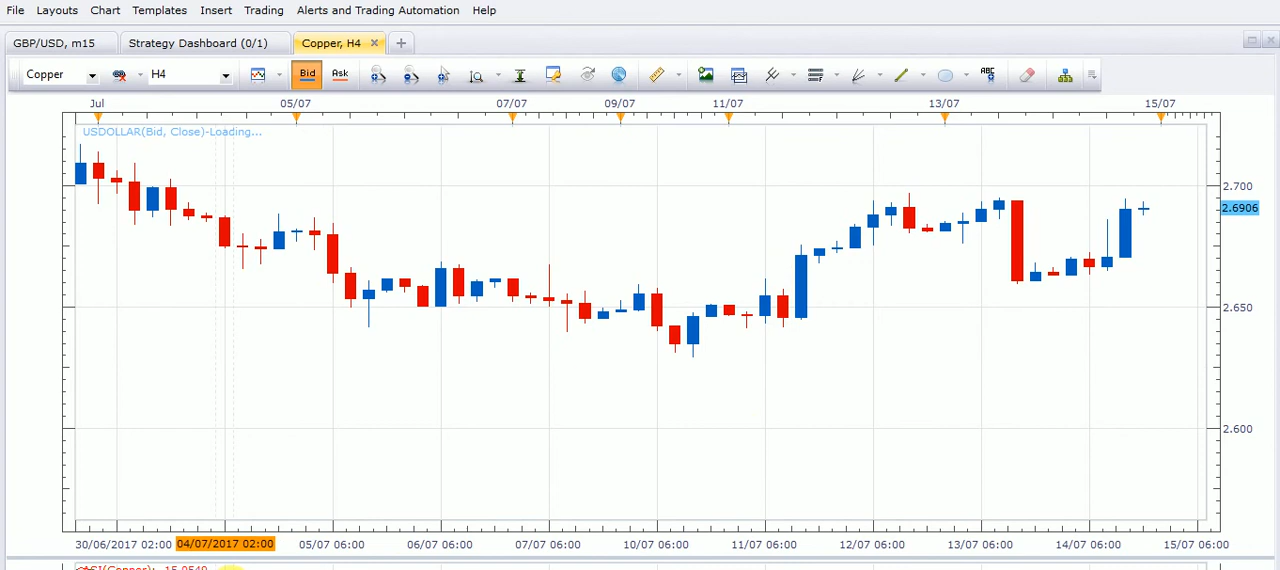 File Layouts Chart Templates Insert Trading Alerts and Trading Automation Help
GBP/USD, m15 Strategy Dashboard (0/1) Copper, H4
Copper H4 Bid Ask ABC
Jul 05/07 07/07 09/07 11/07 13/07 15/07
USDOLLAR(Bid, Close)-Loading...
2.700
2.6906
2.650
2.600
30/06/2017 02:00 04/07/2017 02:00 05/07 06:00 06/07 06:00 07/07 06:00 10/07 06:00 11/07 06:00 12/07 06:00 13/07 06:00 14/07 06:00 15/07 06:00